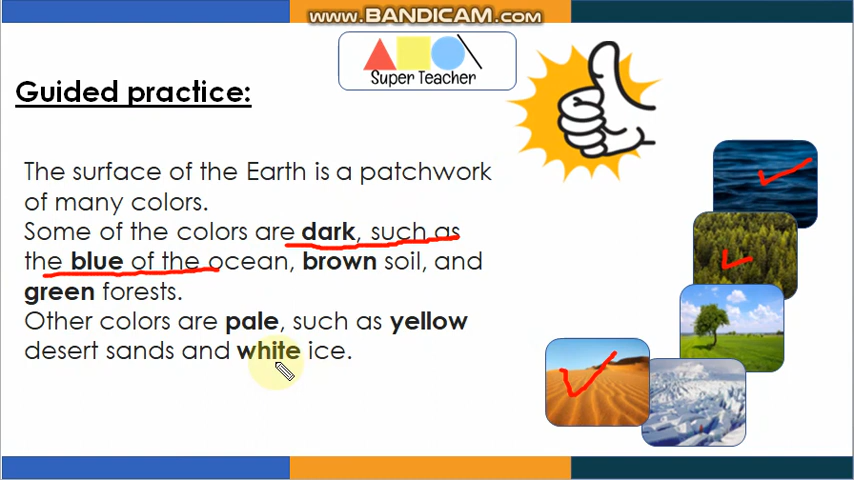 www.BANDICAM.com
Super Teacher
Guided practice:
The surface of the Earth is a patchwork
of many colors.
Some of the colors are dark, such as
the blue of the ocean, brown soil, and
green forests.
Other colors are pale, such as yellow
desert sands and white ice.